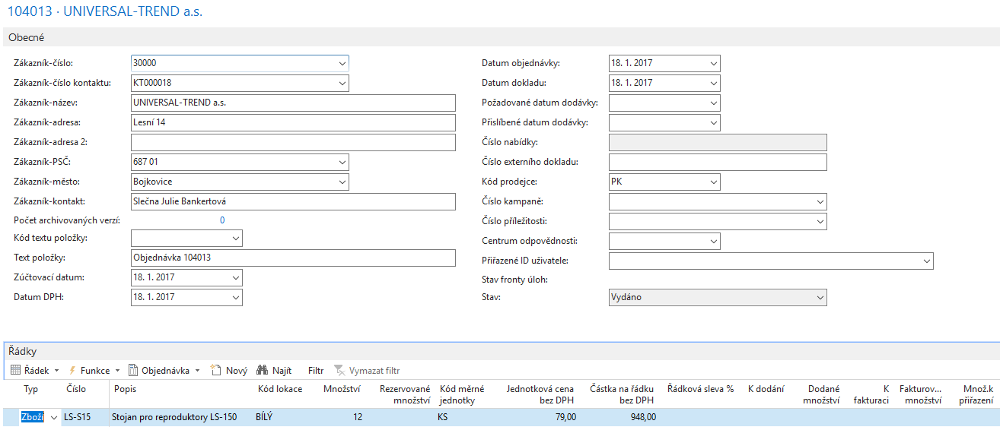 104013 · UNIVERSAL-TREND a.s.
Obecné
Zákazník-číslo: 30000
Zákazník-číslo kontaktu: KT000018
Zákazník-název: UNIVERSAL-TREND a.s.
Zákazník-adresa: Lesní 14
Zákazník-adresa 2:
Zákazník-PSČ: 687 01
Zákazník-město: Bojkovice
Zákazník-kontakt: Slečna Julie Bankertová
Počet archivovaných verzí: 0
Kód textu položky:
Text položky: Objednávka 104013
Zúčtovací datum: 18. 1. 2017
Datum DPH: 18. 1. 2017
Datum objednávky: 18. 1. 2017
Datum dokladu: 18. 1. 2017
Požadované datum dodávky:
Přislíbené datum dodávky:
Číslo nabídky:
Číslo externího dokladu:
Kód prodejce: PK
Číslo kampaně:
Číslo příležitosti:
Centrum odpovědnosti:
Přiřazené ID uživatele:
Stav fronty úloh:
Stav: Vydáno
Řádky
Řádek Funkce Objednávka Nový Najít Filtr Vymazat filtr
Typ Číslo Popis Kód lokace Množství Rezervované Kód měrné Jednotková cena Částka na řádku Řádková sleva % K dodání Dodané K Fakturov... Množ.k
množství jednotky bez DPH bez DPH množství fakturaci množství přiřazení
Zboží LS-S15 Stojan pro reproduktory LS-150 BÍLÝ 12 KS 79,00 948,00